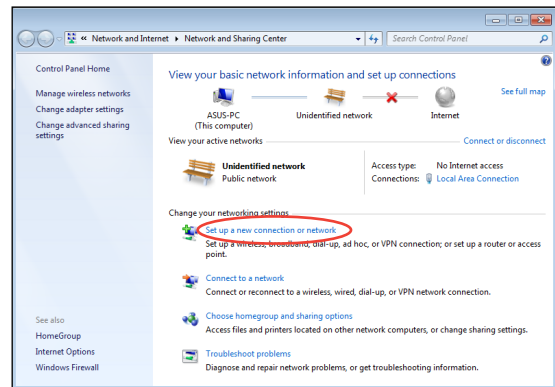 « Network and Internet ▸ Network and Sharing Center
Search Control Panel
Control Panel Home
Manage wireless networks
Change adapter settings
Change advanced sharing
settings
View your basic network information and set up connections
See full map
ASUS-PC
(This computer)
Unidentified network
Internet
View your active networks
Connect or disconnect
Unidentified network
Public network
Access type: No Internet access
Connections: Local Area Connection
Change your networking settings
Set up a new connection or network
Set up a wireless, broadband, dial-up, ad hoc, or VPN connection; or set up a router or access
point.
Connect to a network
Connect or reconnect to a wireless, wired, dial-up, or VPN network connection.
Choose homegroup and sharing options
Access files and printers located on other network computers, or change sharing settings.
Troubleshoot problems
Diagnose and repair network problems, or get troubleshooting information.
See also
HomeGroup
Internet Options
Windows Firewall